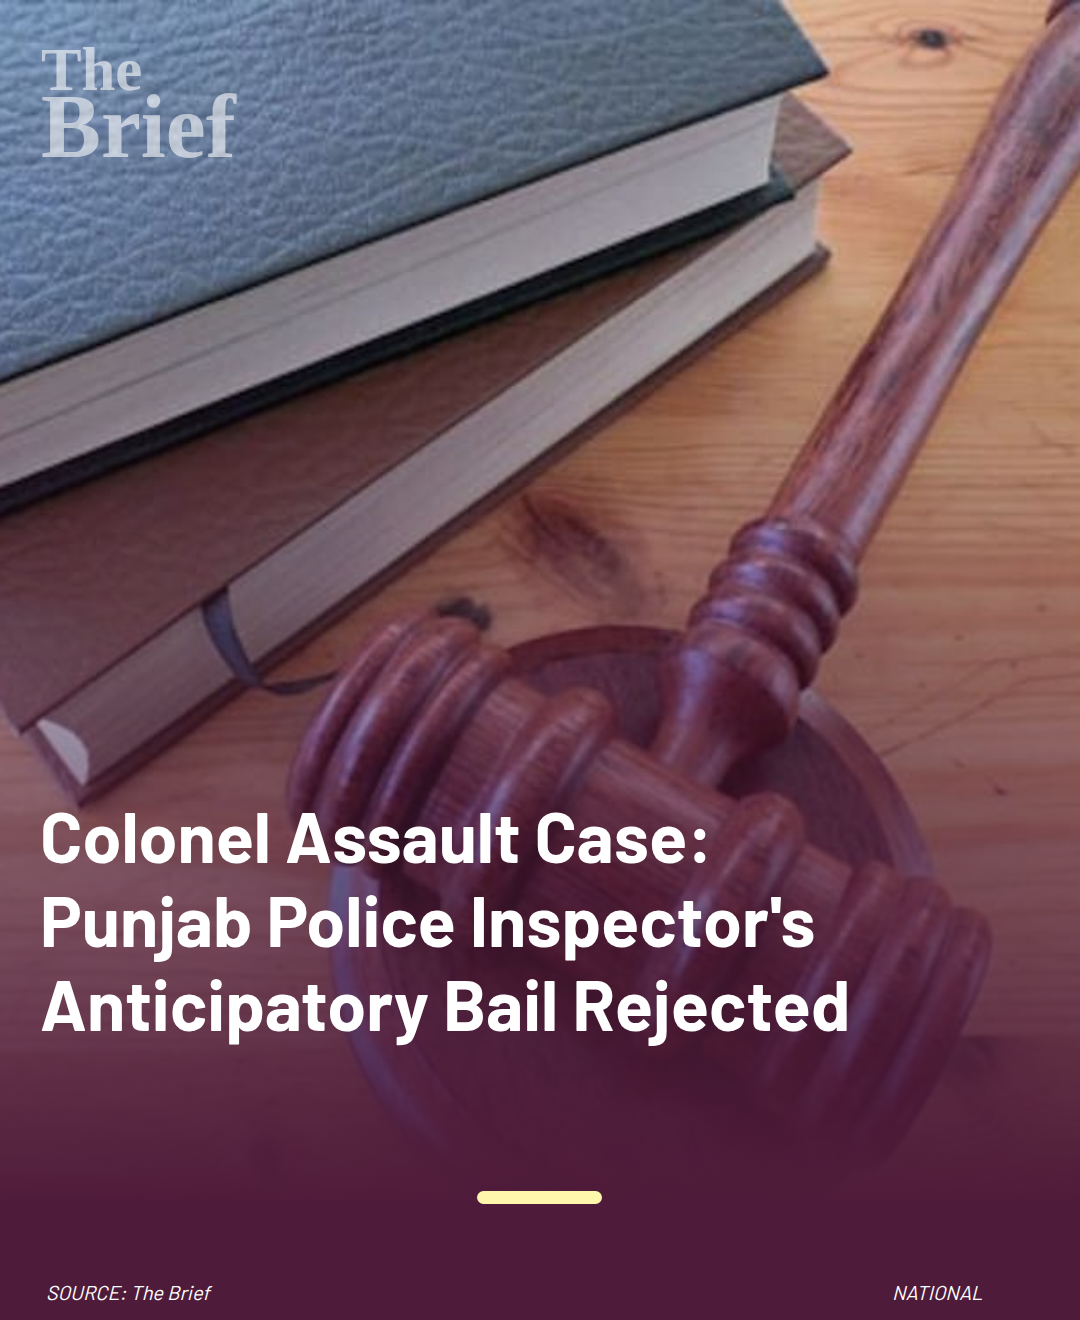 The
Brief
Colonel Assault Case:
Punjab Police Inspector's
Anticipatory Bail Rejected
SOURCE: The Brief
NATIONAL